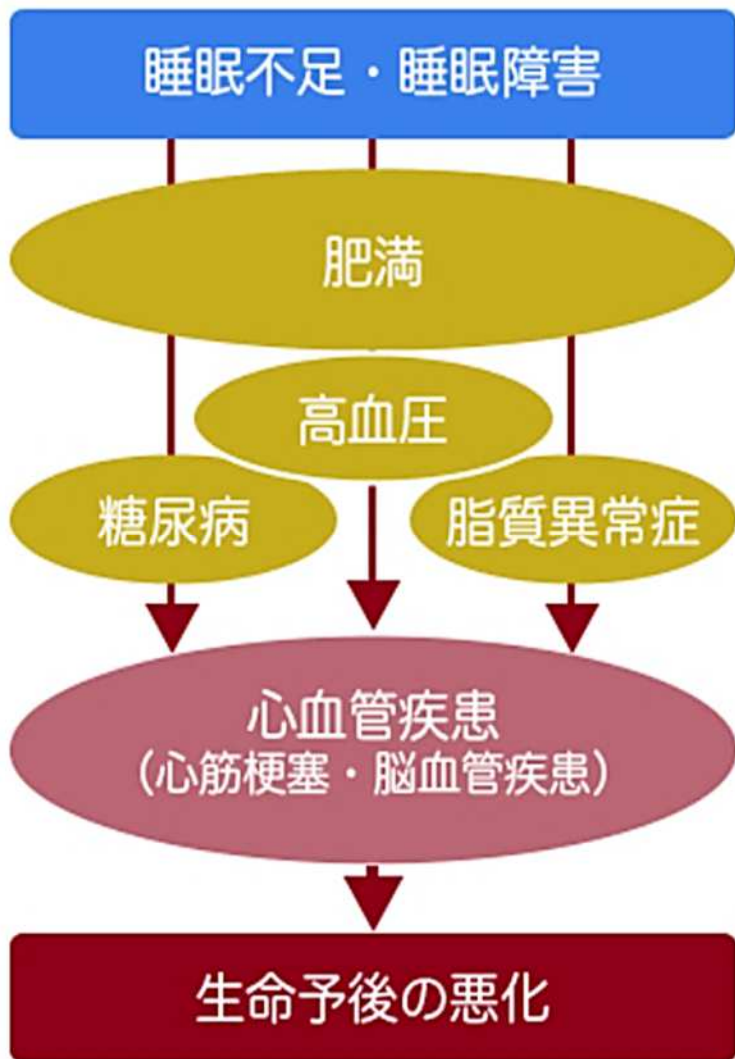 睡眠不足・睡眠障害
肥満
高血圧
糖尿病
脂質異常症
心血管疾患
(心筋梗塞・脳血管疾患)
生命予後の悪化